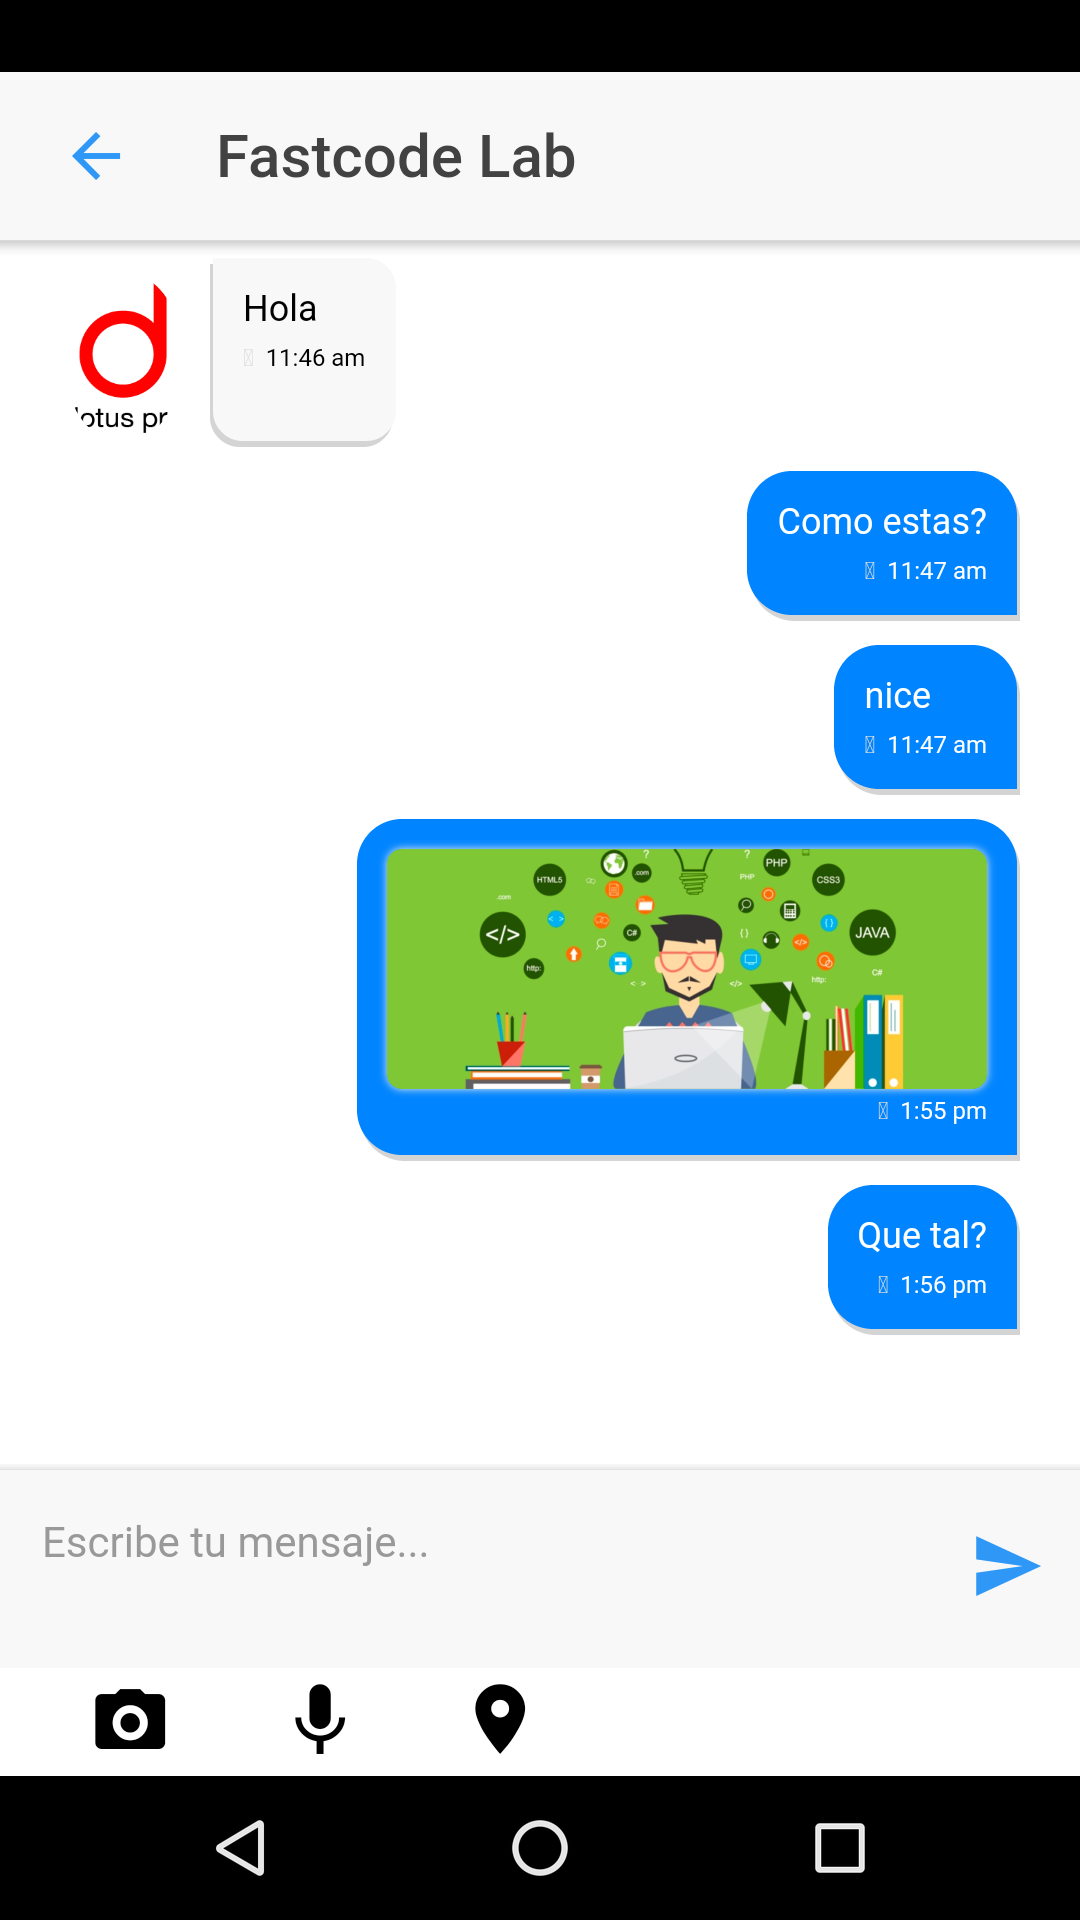 Fastcode Lab
Hola
11:46 am
otus pr
Como estas?
11:47 am
nice
11:47 am
? ? PHP
HTML5 .com PHP CSS3
.com
</> < > C# { } { } JAVA
</>
http: C#
< > </> http:
1:55 pm
Que tal?
1:56 pm
Escribe tu mensaje...